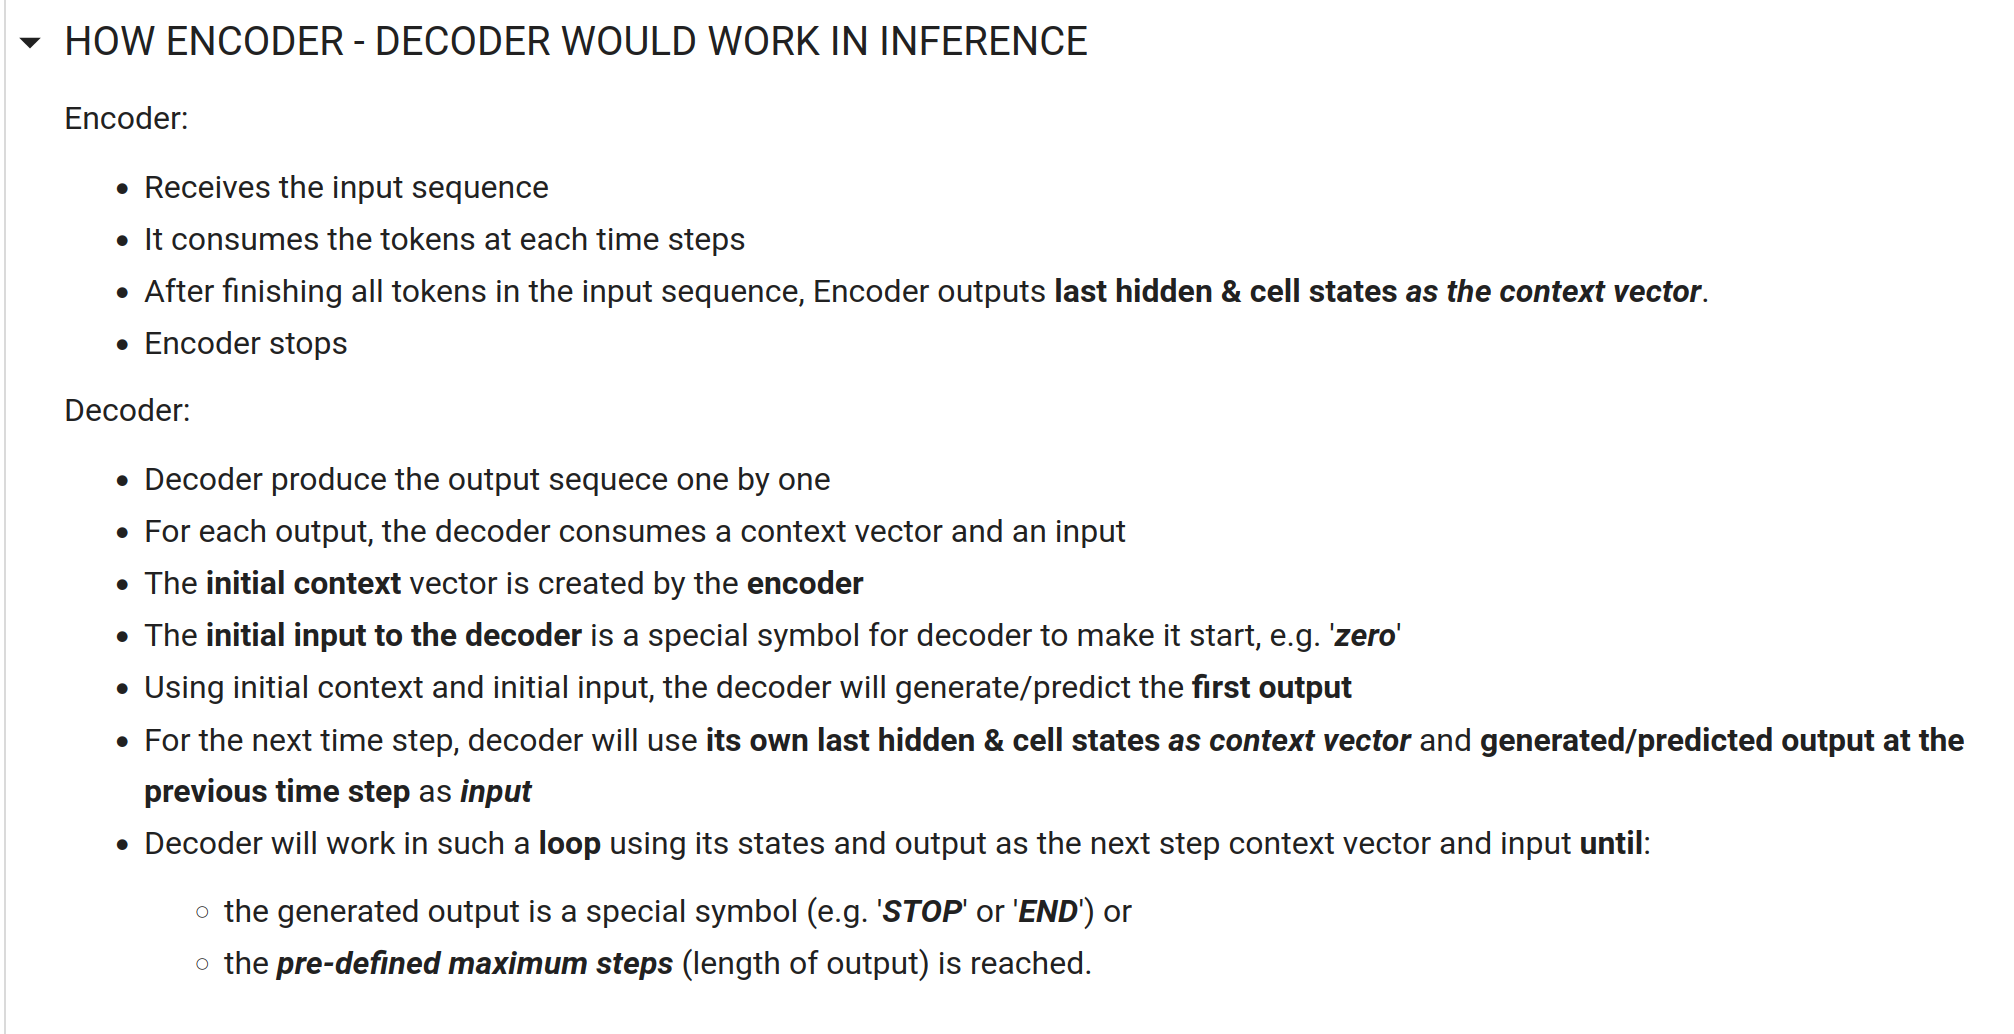 HOW ENCODER - DECODER WOULD WORK IN INFERENCE
Encoder:
Receives the input sequence
It consumes the tokens at each time steps
After finishing all tokens in the input sequence, Encoder outputs last hidden & cell states as the context vector.
Encoder stops
Decoder:
Decoder produce the output sequece one by one
For each output, the decoder consumes a context vector and an input
The initial context vector is created by the encoder
The initial input to the decoder is a special symbol for decoder to make it start, e.g. 'zero'
Using initial context and initial input, the decoder will generate/predict the first output
For the next time step, decoder will use its own last hidden & cell states as context vector and generated/predicted output at the
previous time step as input
Decoder will work in such a loop using its states and output as the next step context vector and input until:
the generated output is a special symbol (e.g. 'STOP' or 'END') or
the pre-defined maximum steps (length of output) is reached.